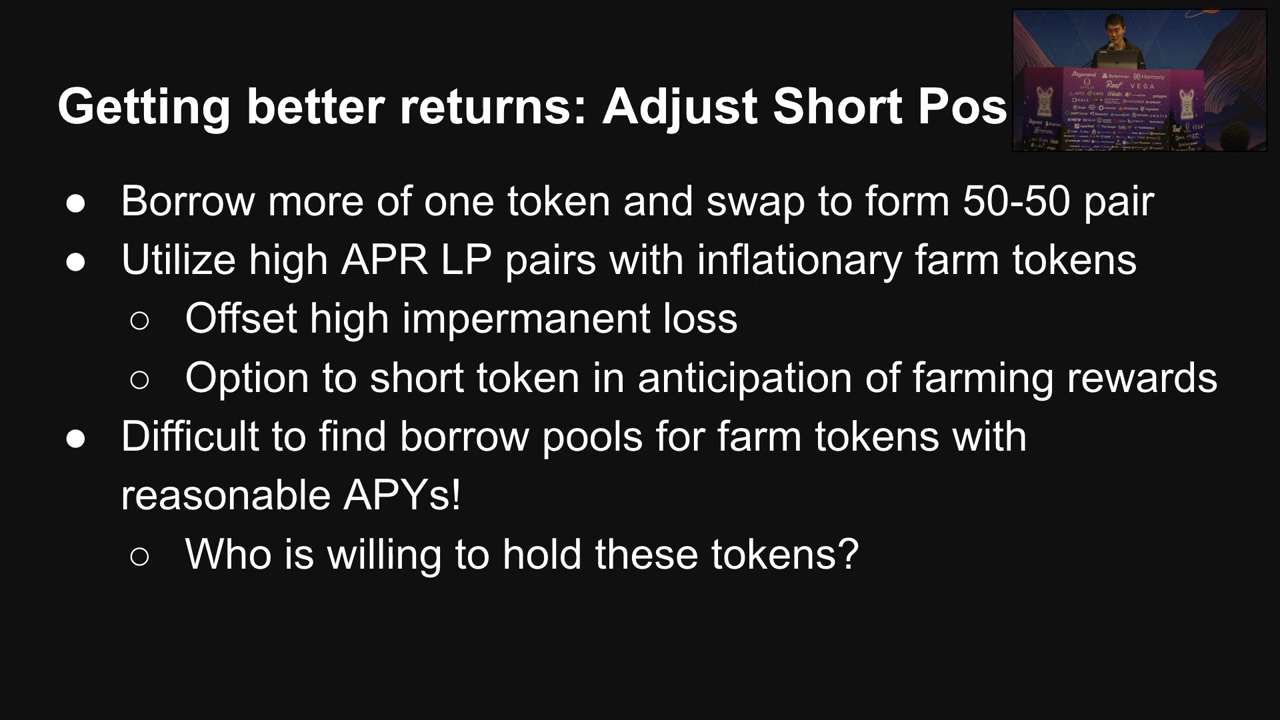 Getting better returns: Adjust Short Pos
● Borrow more of one token and swap to form 50-50 pair
● Utilize high APR LP pairs with inflationary farm tokens
○ Offset high impermanent loss
○ Option to short token in anticipation of farming rewards
● Difficult to find borrow pools for farm tokens with
reasonable APYs!
○ Who is willing to hold these tokens?
Algorand
Harmony
Reef
VEGA